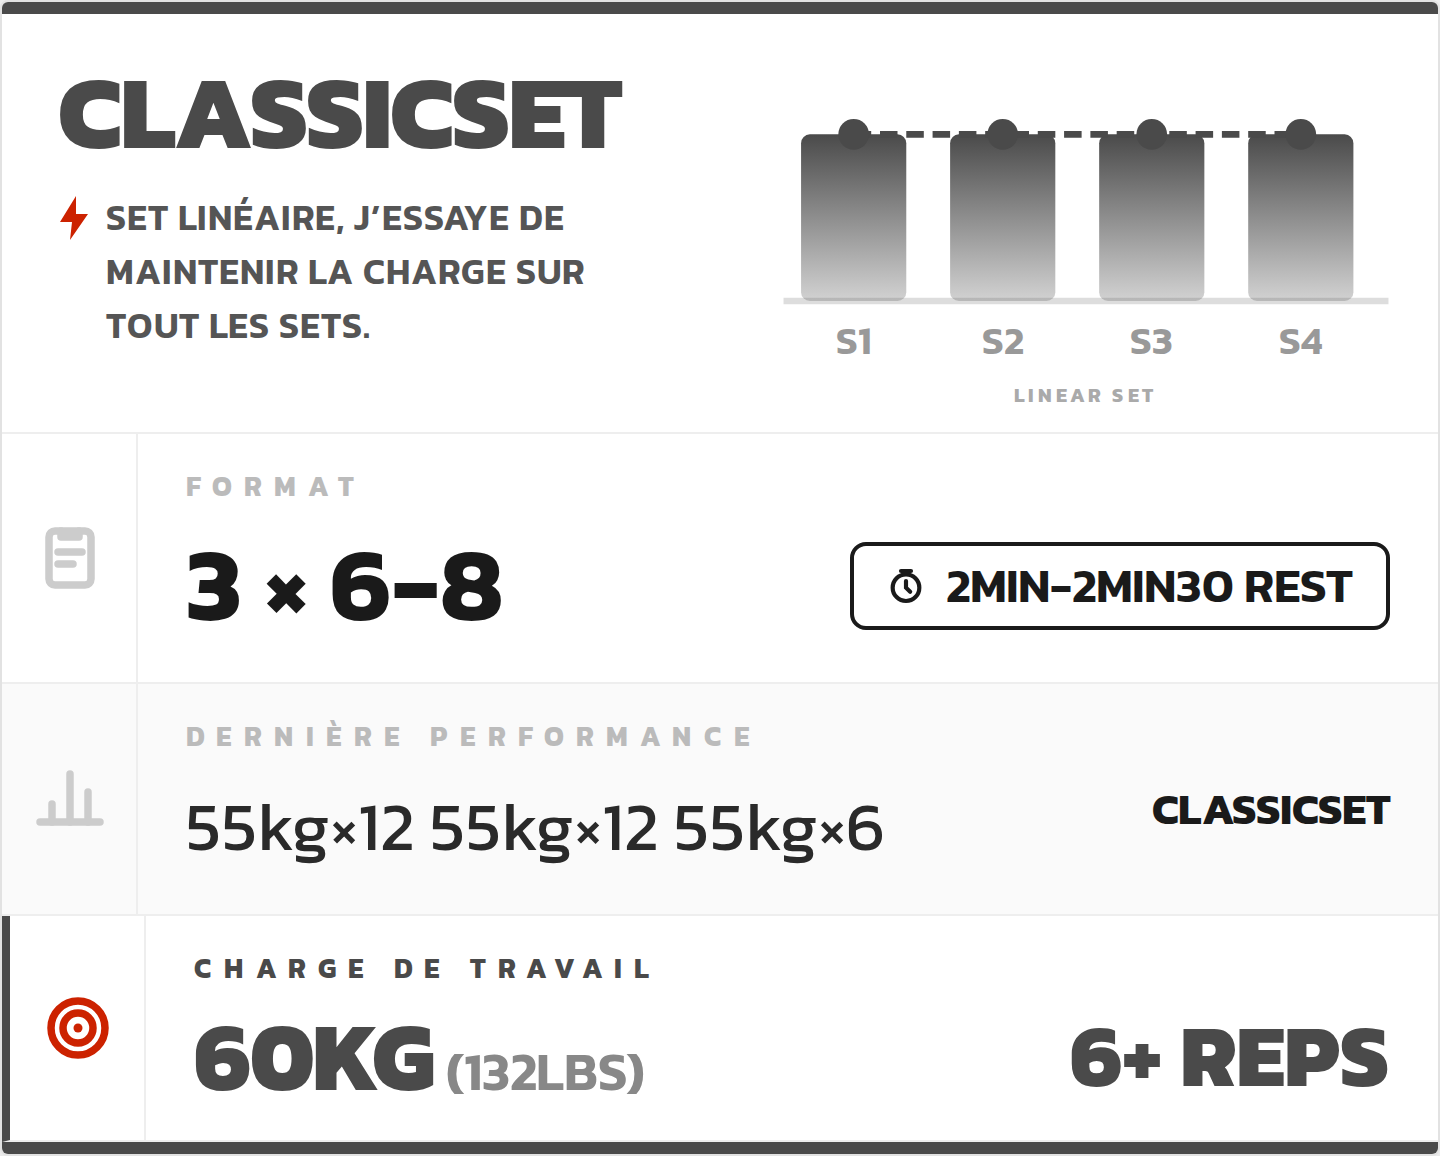 CLASSICSET
SET LINÉAIRE, J’ESSAYE DE
MAINTENIR LA CHARGE SUR
TOUT LES SETS.
S1 S2 S3 S4
LINEAR SET
FORMAT
3 × 6–8
2MIN–2MIN30 REST
DERNIÈRE PERFORMANCE
55kg×12 55kg×12 55kg×6
CLASSICSET
CHARGE DE TRAVAIL
60KG (132LBS)
6+ REPS